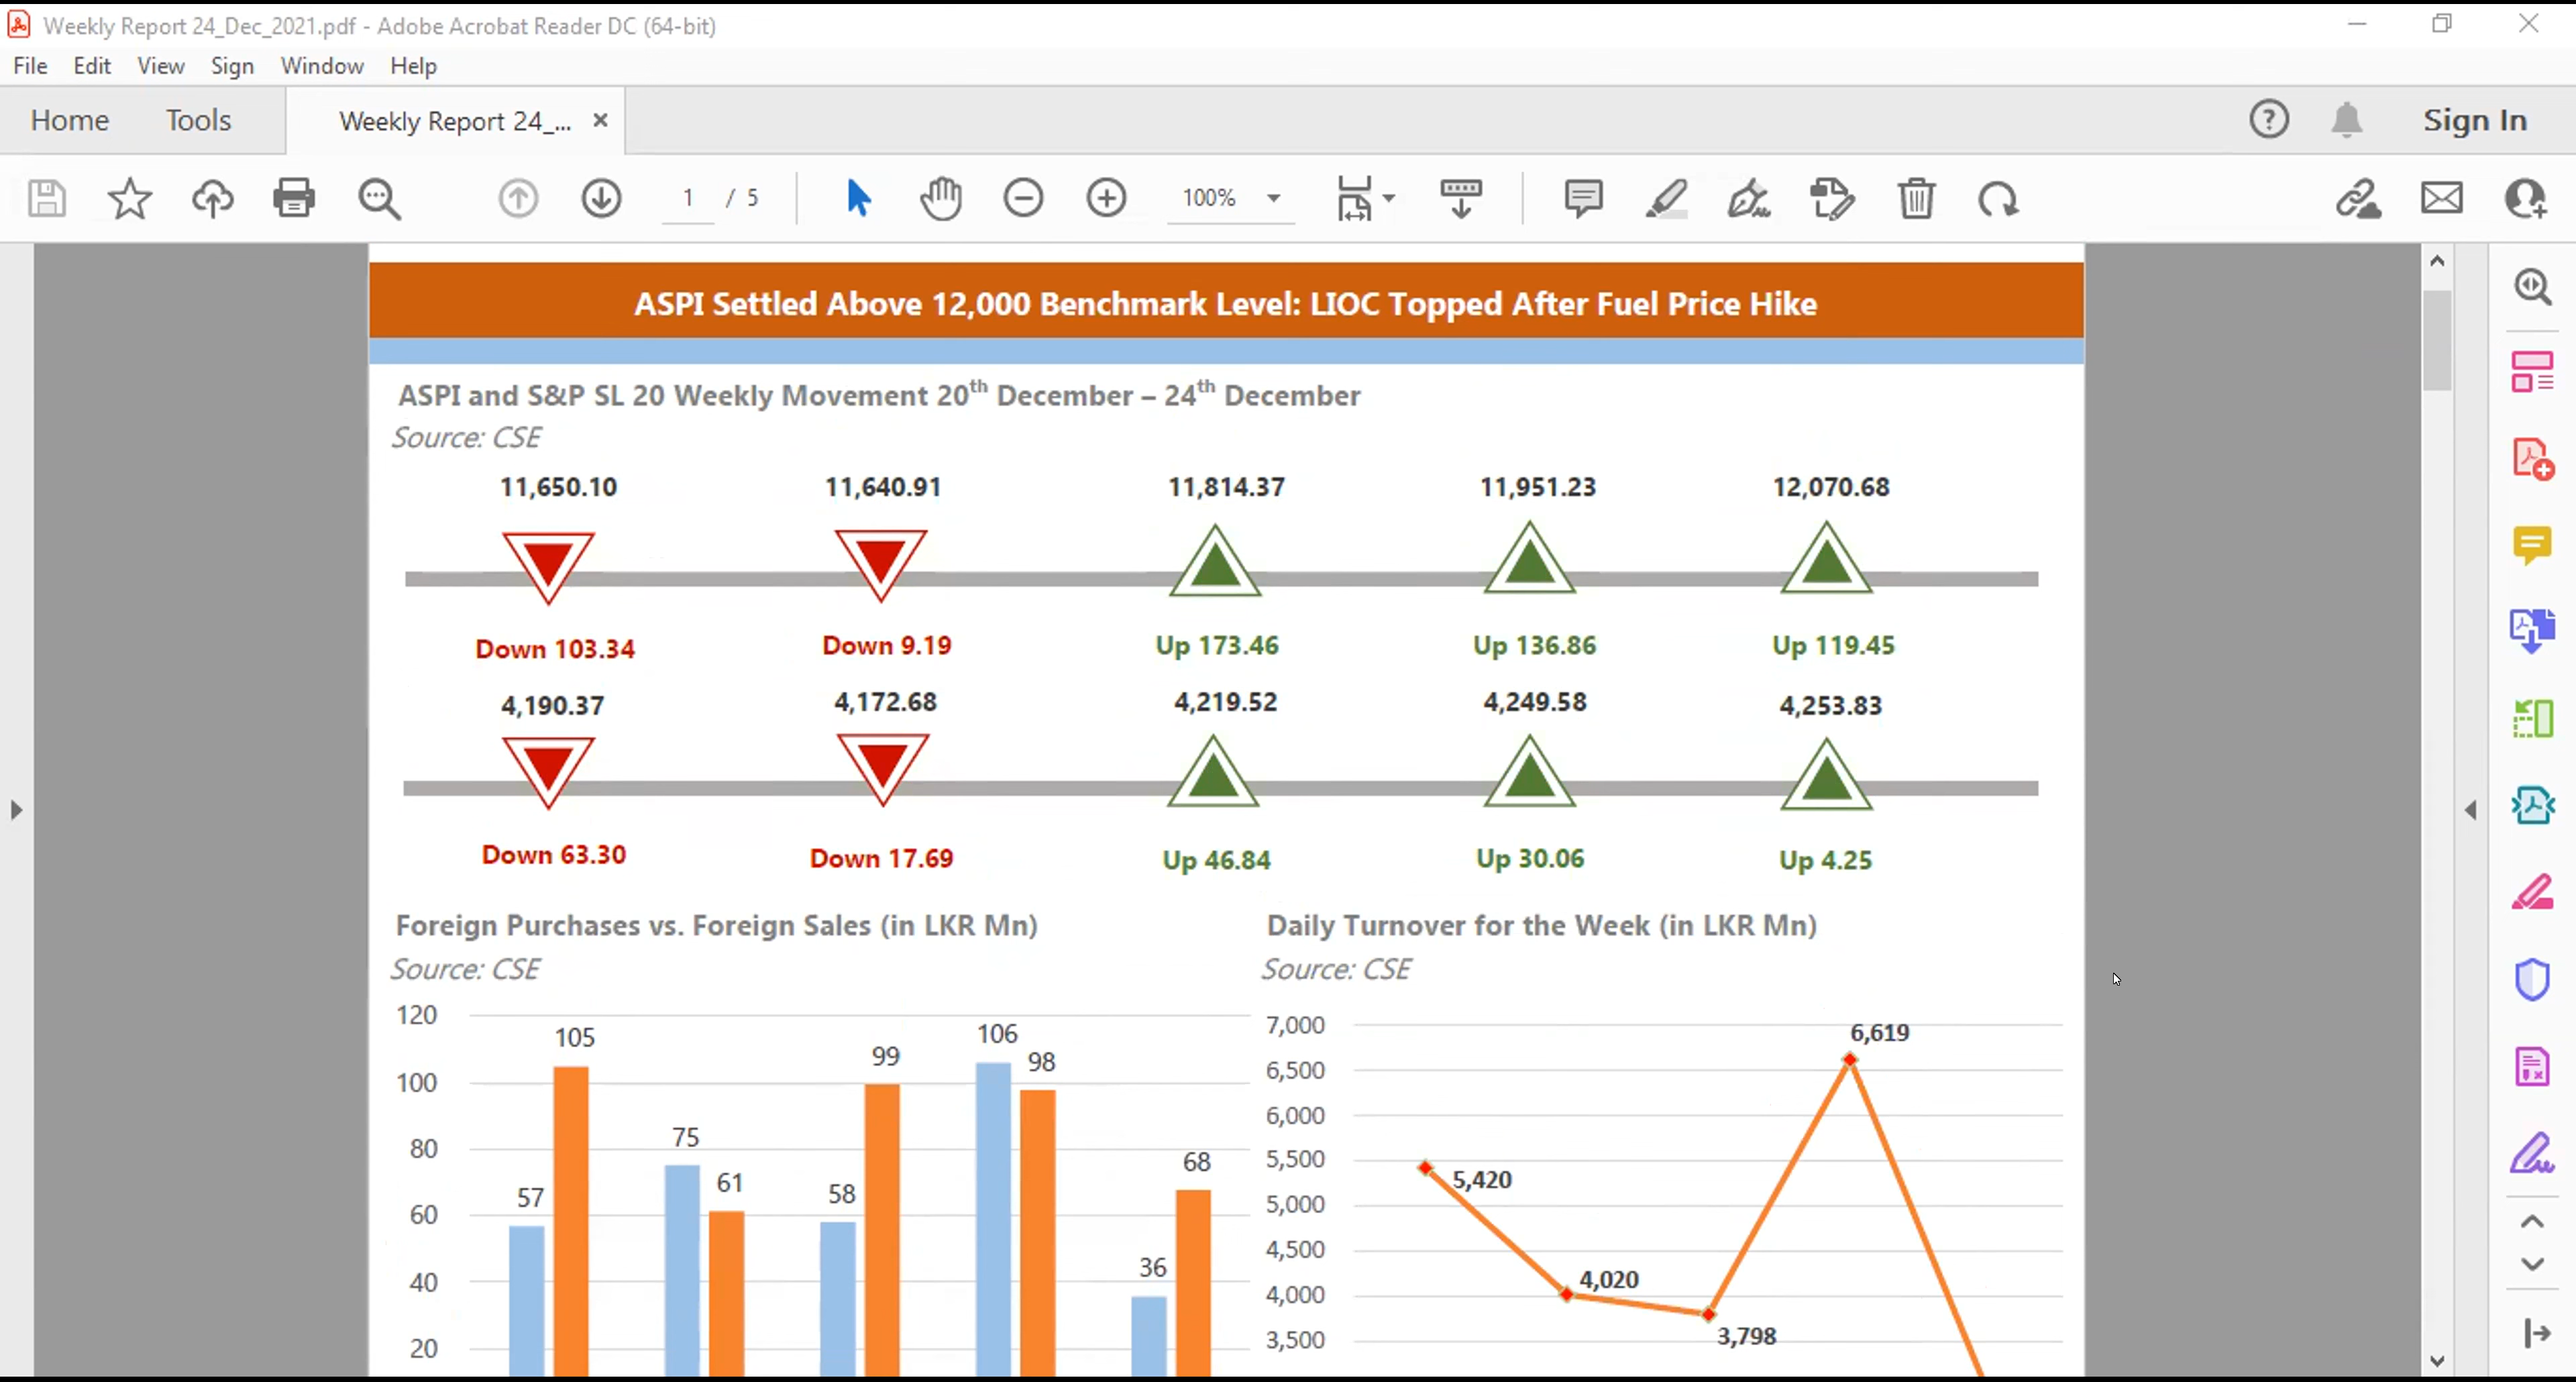 Weekly Report 24_Dec_2021.pdf - Adobe Acrobat Reader DC (64-bit)
File Edit View Sign Window Help
Home Tools Weekly Report 24_... × Sign In
1 / 5 100%
ASPI Settled Above 12,000 Benchmark Level: LIOC Topped After Fuel Price Hike
ASPI and S&P SL 20 Weekly Movement 20th December – 24th December
Source: CSE
11,650.10 11,640.91 11,814.37 11,951.23 12,070.68
Down 103.34 Down 9.19 Up 173.46 Up 136.86 Up 119.45
4,190.37 4,172.68 4,219.52 4,249.58 4,253.83
Down 63.30 Down 17.69 Up 46.84 Up 30.06 Up 4.25
Foreign Purchases vs. Foreign Sales (in LKR Mn)
Source: CSE
120
100
80
60
40
20
57 105 75 61 58 99 106 98 36 68
Daily Turnover for the Week (in LKR Mn)
Source: CSE
7,000
6,500
6,000
5,500
5,000
4,500
4,000
3,500
5,420 4,020 3,798 6,619